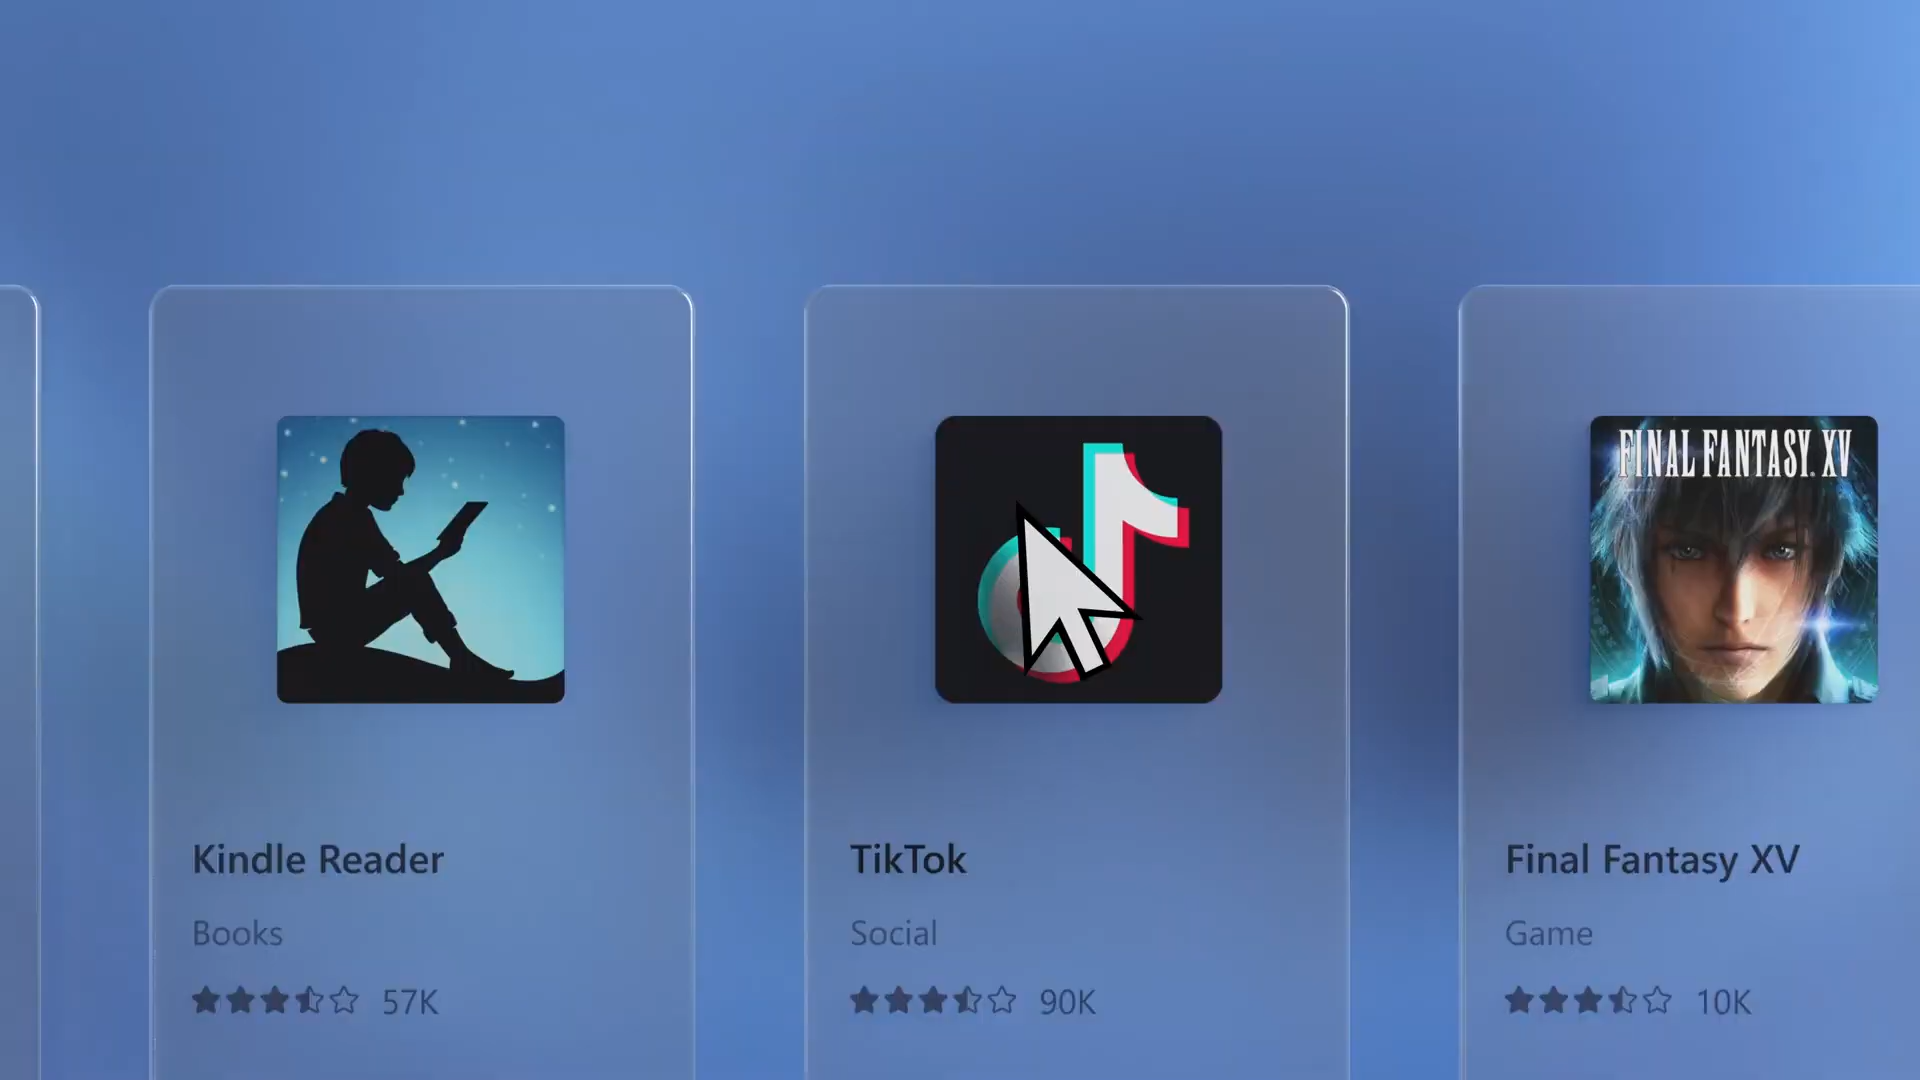 FINAL FANTASY XV
Kindle Reader
Books
57K
TikTok
Social
90K
Final Fantasy XV
Game
10K